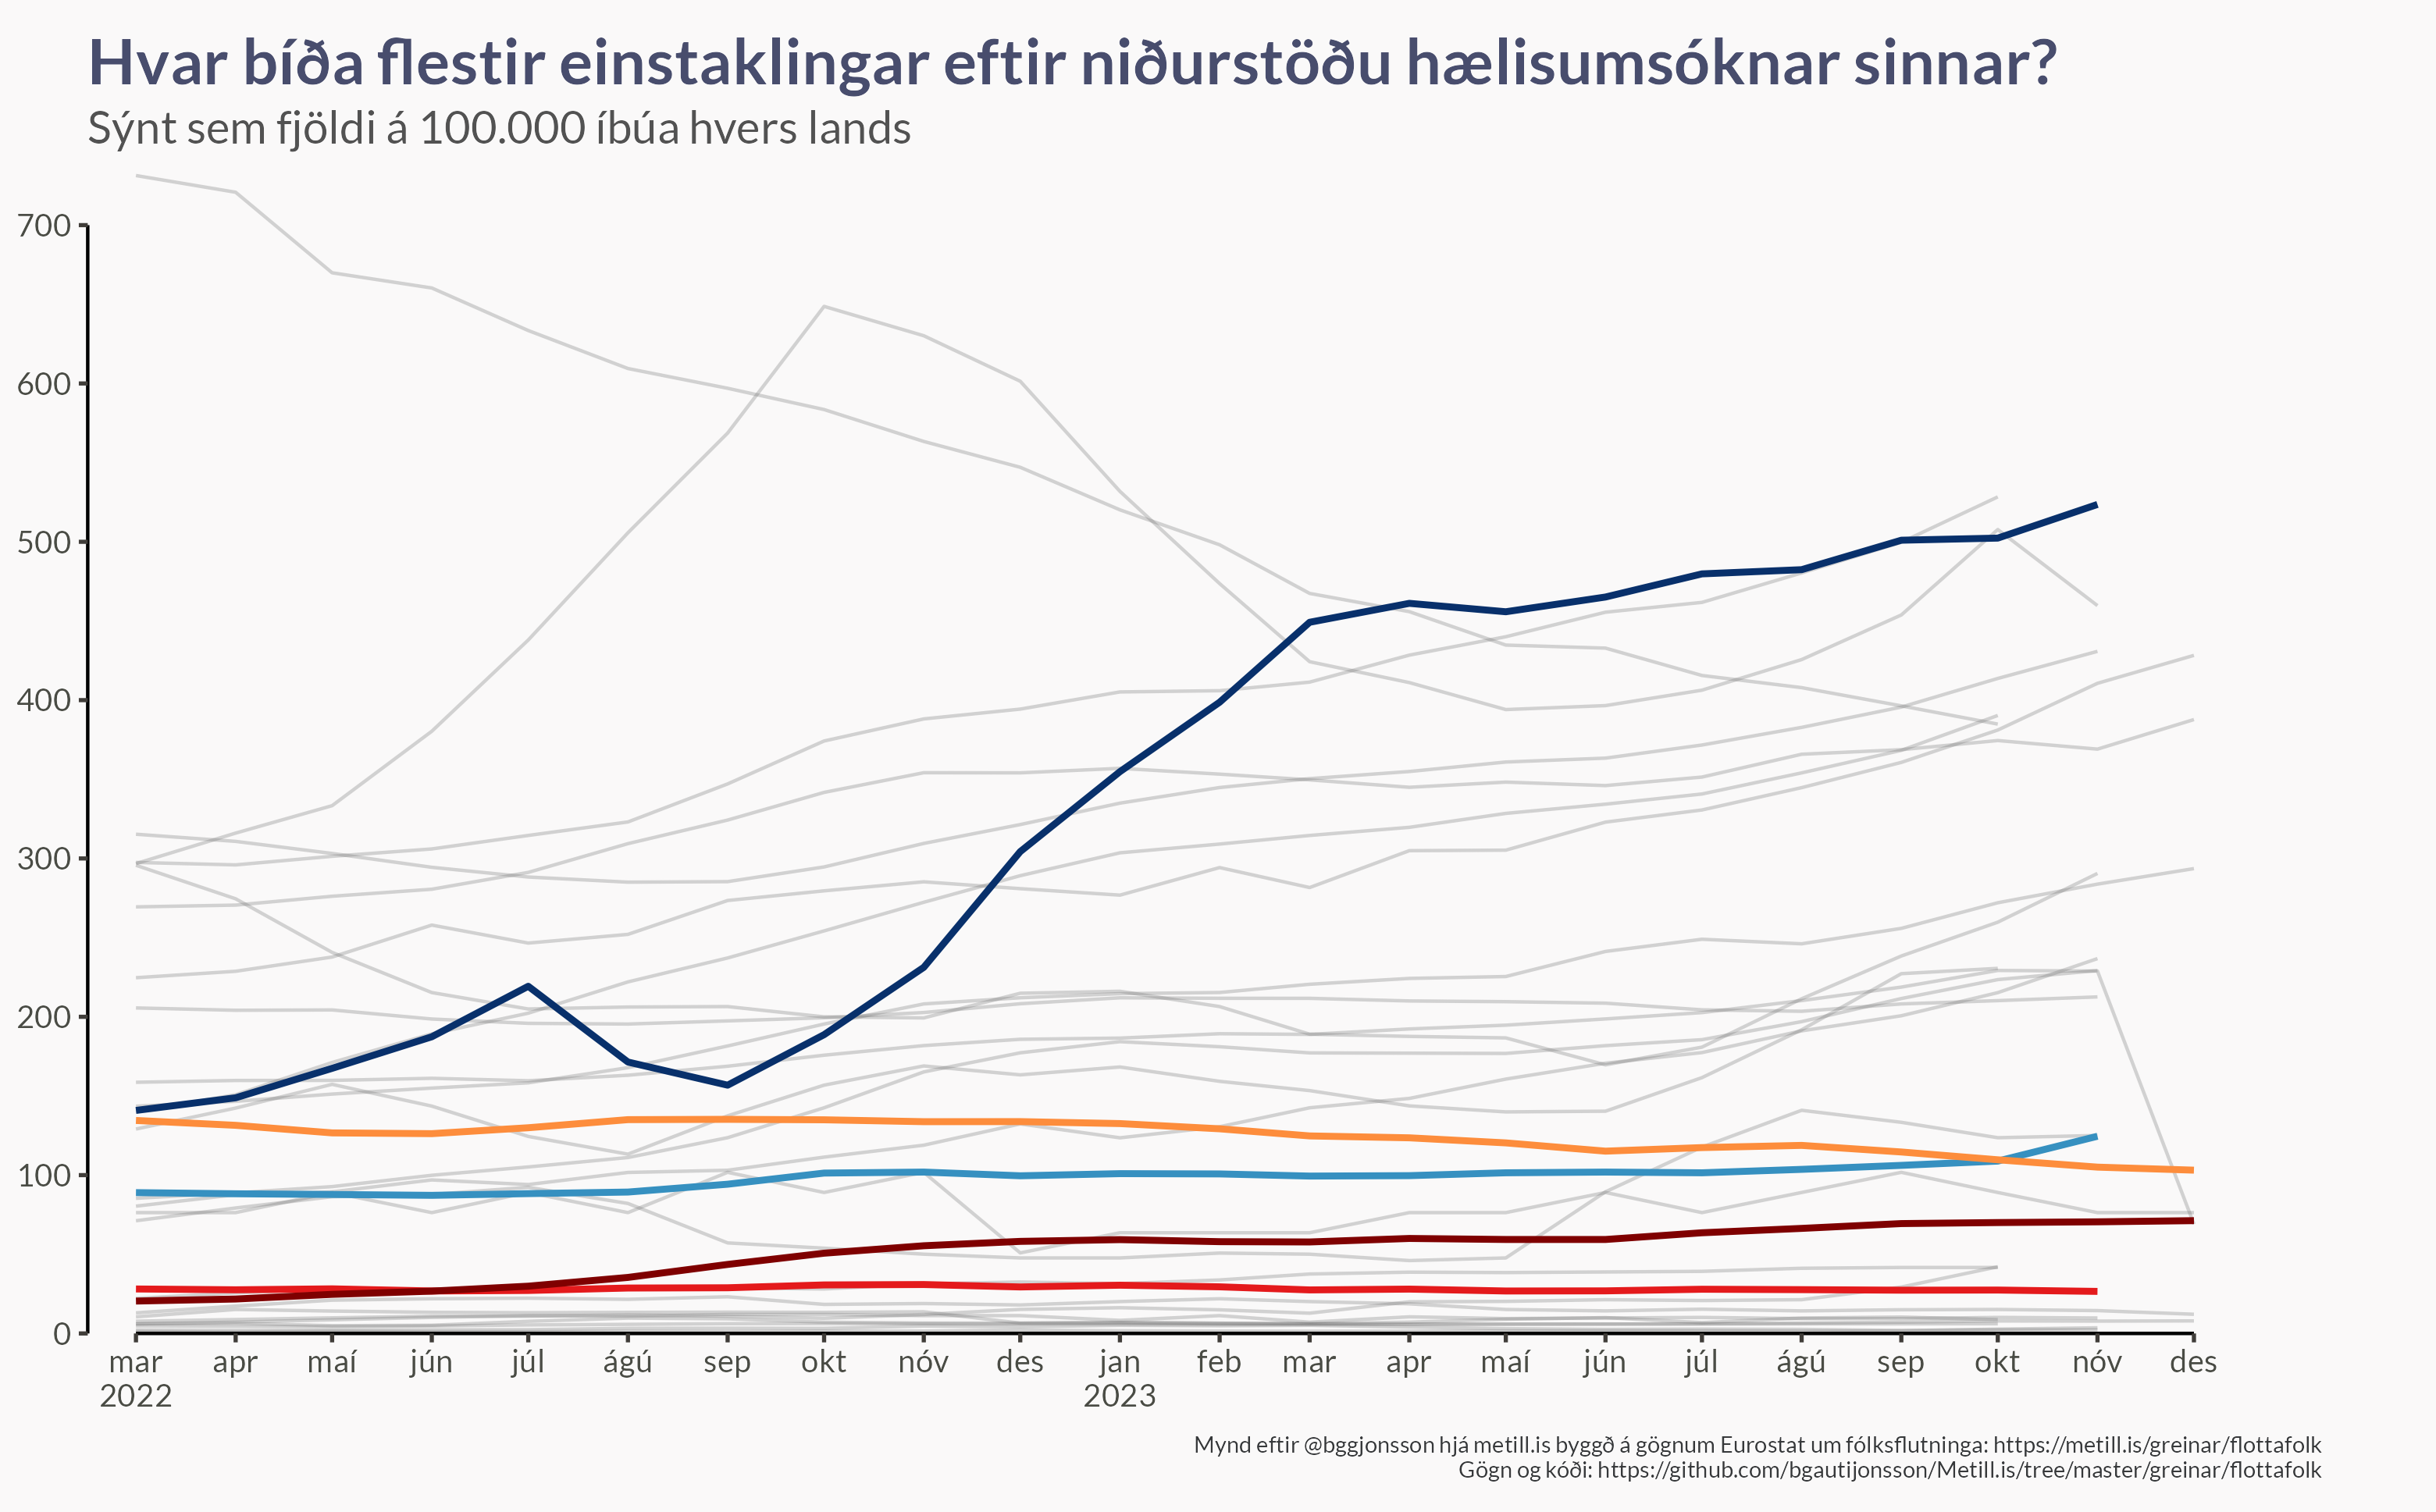 Hvar bíða flestir einstaklingar eftir niðurstöðu hælisumsóknar sinnar?
Sýnt sem fjöldi á 100.000 íbúa hvers lands
700
600
500
400
300
200
100
0
mar apr maí jún júl ágú sep okt nóv des jan feb mar apr maí jún júl ágú sep okt nóv des
2022 2023
Mynd eftir @bggjonsson hjá metill.is byggð á gögnum Eurostat um fólksflutninga: https://metill.is/greinar/flottafolk
Gögn og kóði: https://github.com/bgautijonsson/Metill.is/tree/master/greinar/flottafolk